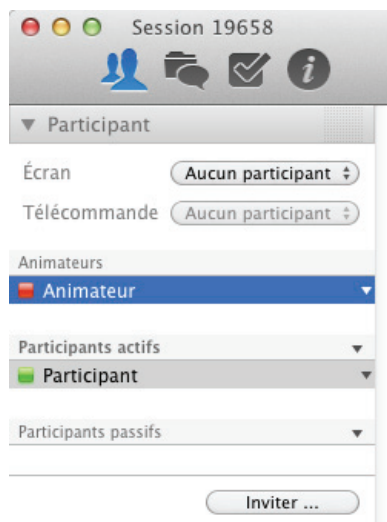 Session 19658
Participant
Écran Aucun participant
Télécommande Aucun participant
Animateurs
Animateur
Participants actifs
Participant
Participants passifs
Inviter ...